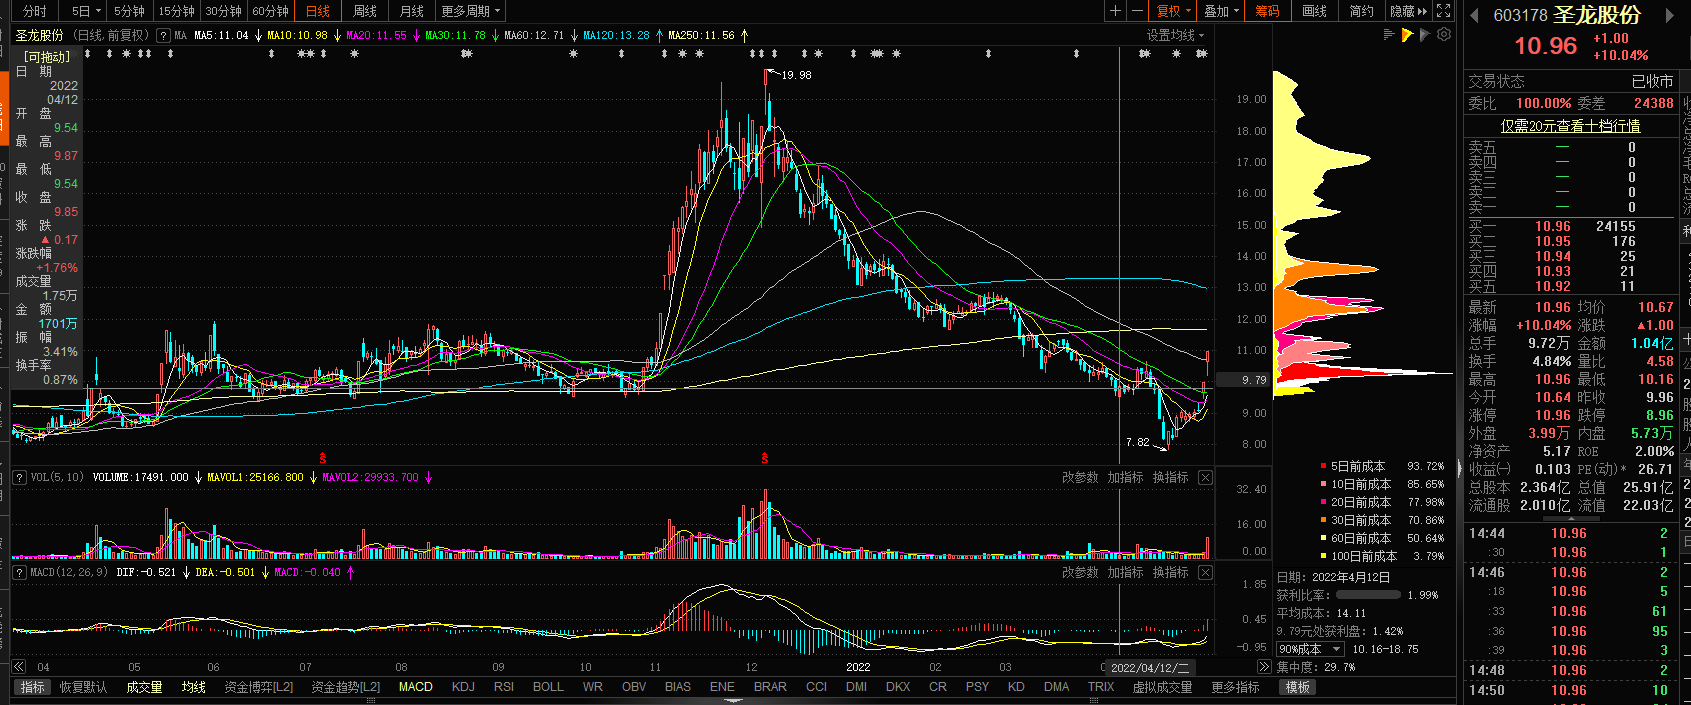 分时 5日 5分钟 15分钟 30分钟 60分钟 日线 周线 月线 更多周期
＋ － 复权 叠加 筹码 画线 简约 隐藏
圣龙股份 (日线,前复权) ? MA MA5:11.04 ↓ MA10:10.98 ↓ MA20:11.55 ↓ MA30:11.78 ↓ MA60:12.71 ↓ MA120:13.28 ↑ MA250:11.56 ↑
设置均线
[可拖动]
日 期
2022
04/12
开 盘
9.54
最 高
9.87
最 低
9.54
收 盘
9.85
涨 跌
▲ 0.17
涨跌幅
+1.76%
成交量
1.75万
金 额
1701万
振 幅
3.41%
换手率
0.87%
19.98
7.82
19.00
18.00
17.00
16.00
15.00
14.00
13.00
12.00
11.00
9.79
9.00
8.00
S
S
? VOL(5,10) VOLUME:17491.000 ↓ MAVOL1:25166.800 ↓ MAVOL2:29933.700 ↓
改参数 加指标 换指标
32.40
16.00
0.00
? MACD(12,26,9) DIF:-0.521 ↓ DEA:-0.501 ↓ MACD:-0.040 ↑
改参数 加指标 换指标
1.85
0.45
-0.95
04 05 06 07 08 09 10 11 12 2022 02 03 2022/04/12/二
指标 恢复默认 成交量 均线 资金博弈[L2] 资金趋势[L2] MACD KDJ RSI BOLL WR OBV BIAS ENE BRAR CCI DMI DKX CR PSY KD DMA TRIX 虚拟成交量 更多指标 模板
5日前成本 93.72%
10日前成本 85.65%
20日前成本 77.98%
30日前成本 70.86%
60日前成本 50.64%
100日前成本 3.79%
日期: 2022年4月12日
获利比率: 1.99%
平均成本: 14.11
9.79元处获利盘: 1.42%
90%成本 10.16-18.75
集中度: 29.7%
603178 圣龙股份
10.96 +1.00
+10.04%
交易状态 已收市
委比 100.00% 委差 24388
仅需20元查看十档行情
卖五 — 0
卖四 — 0
卖三 — 0
卖二 — 0
卖一 — 0
买一 10.96 24155
买二 10.95 176
买三 10.94 25
买四 10.93 21
买五 10.92 11
最新 10.96 均价 10.67
涨幅 +10.04% 涨跌 ▲1.00
总手 9.72万 金额 1.04亿
换手 4.84% 量比 4.58
最高 10.96 最低 10.16
今开 10.64 昨收 9.96
涨停 10.96 跌停 8.96
外盘 3.99万 内盘 5.73万
净资产 5.17 ROE 2.00%
收益(一) 0.103 PE(动)* 26.71
总股本 2.364亿 总值 25.91亿
流通股 2.010亿 流值 22.03亿
14:44 10.96 2
:30 10.96 1
14:46 10.96 2
:18 10.96 5
:33 10.96 61
:36 10.96 95
:39 10.96 3
14:48 10.96 2
14:50 10.96 10